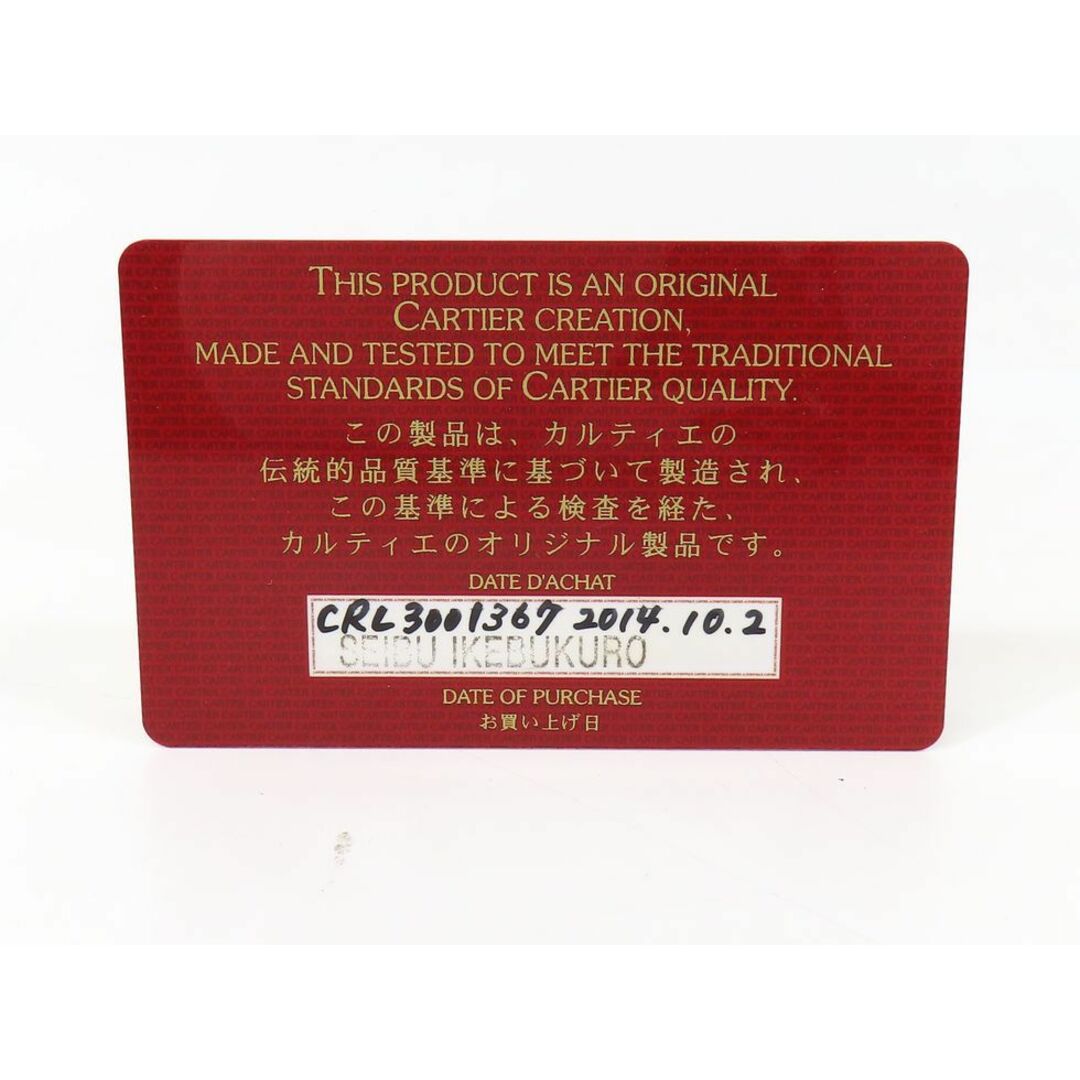 THIS PRODUCT IS AN ORIGINAL
CARTIER CREATION,
MADE AND TESTED TO MEET THE TRADITIONAL
STANDARDS OF CARTIER QUALITY.
この製品は、カルティエの
伝統的品質基準に基づいて製造され、
この基準による検査を経た、
カルティエのオリジナル製品です。
DATE D'ACHAT
CRL3001367 2014.10.2
SEIBU IKEBUKURO
DATE OF PURCHASE
お買い上げ日